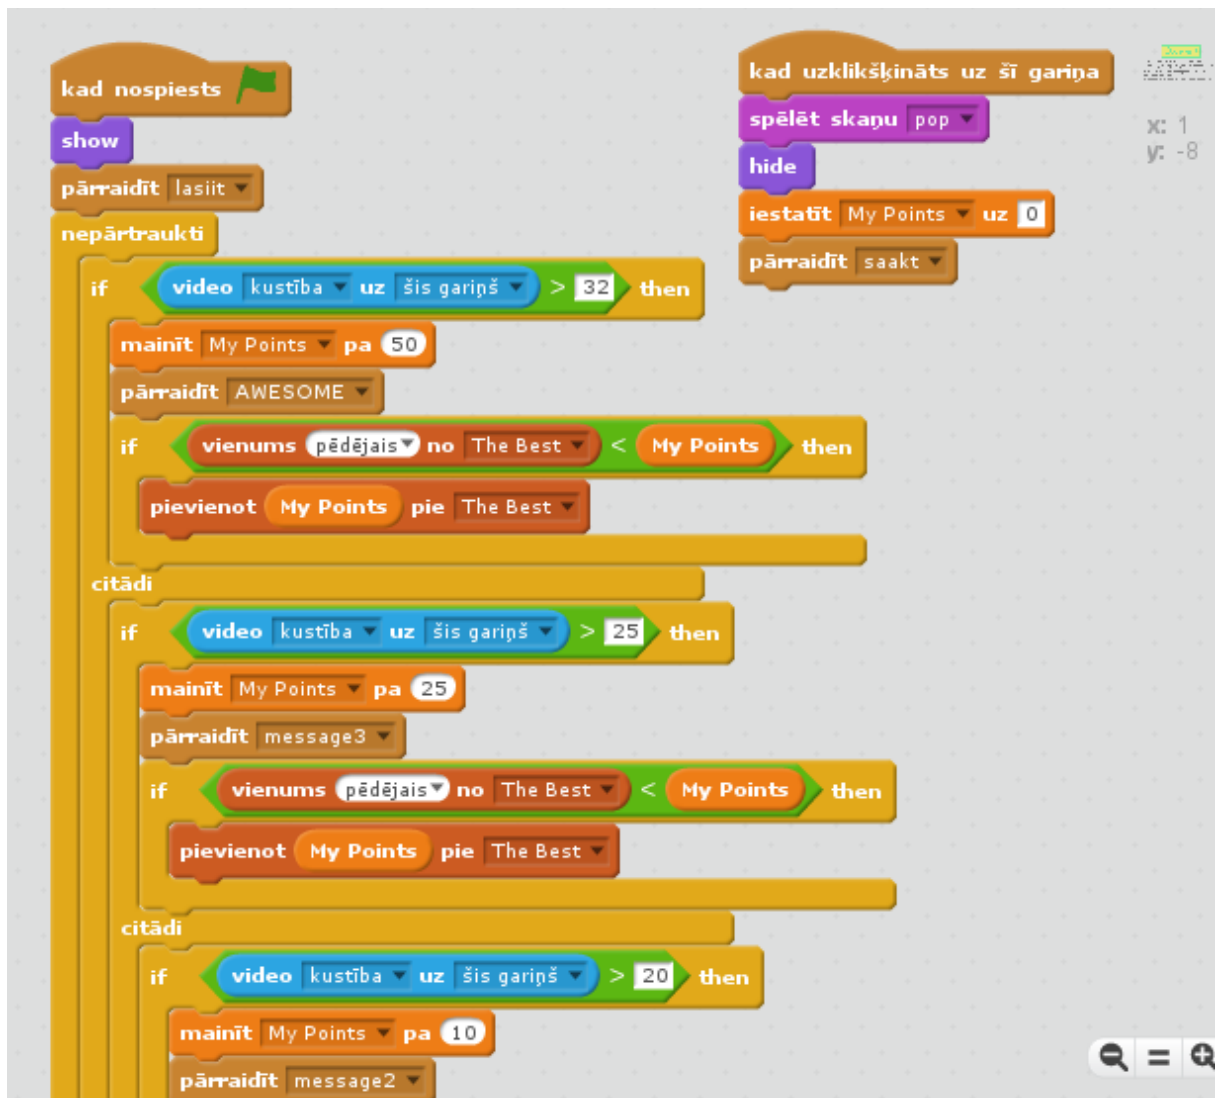 kad nospiests
show
pārraidīt lasiit
nepārtraukti
if video kustība uz šis gariņš > 32 then
mainīt My Points pa 50
pārraidīt AWESOME
if vienums pēdējais no The Best < My Points then
pievienot My Points pie The Best
citādi
if video kustība uz šis gariņš > 25 then
mainīt My Points pa 25
pārraidīt message3
if vienums pēdējais no The Best < My Points then
pievienot My Points pie The Best
citādi
if video kustība uz šis gariņš > 20 then
mainīt My Points pa 10
pārraidīt message2
kad uzklikšķināts uz šī gariņa
spēlēt skaņu pop
hide
iestatīt My Points uz 0
pārraidīt saakt
x: 1
y: -8